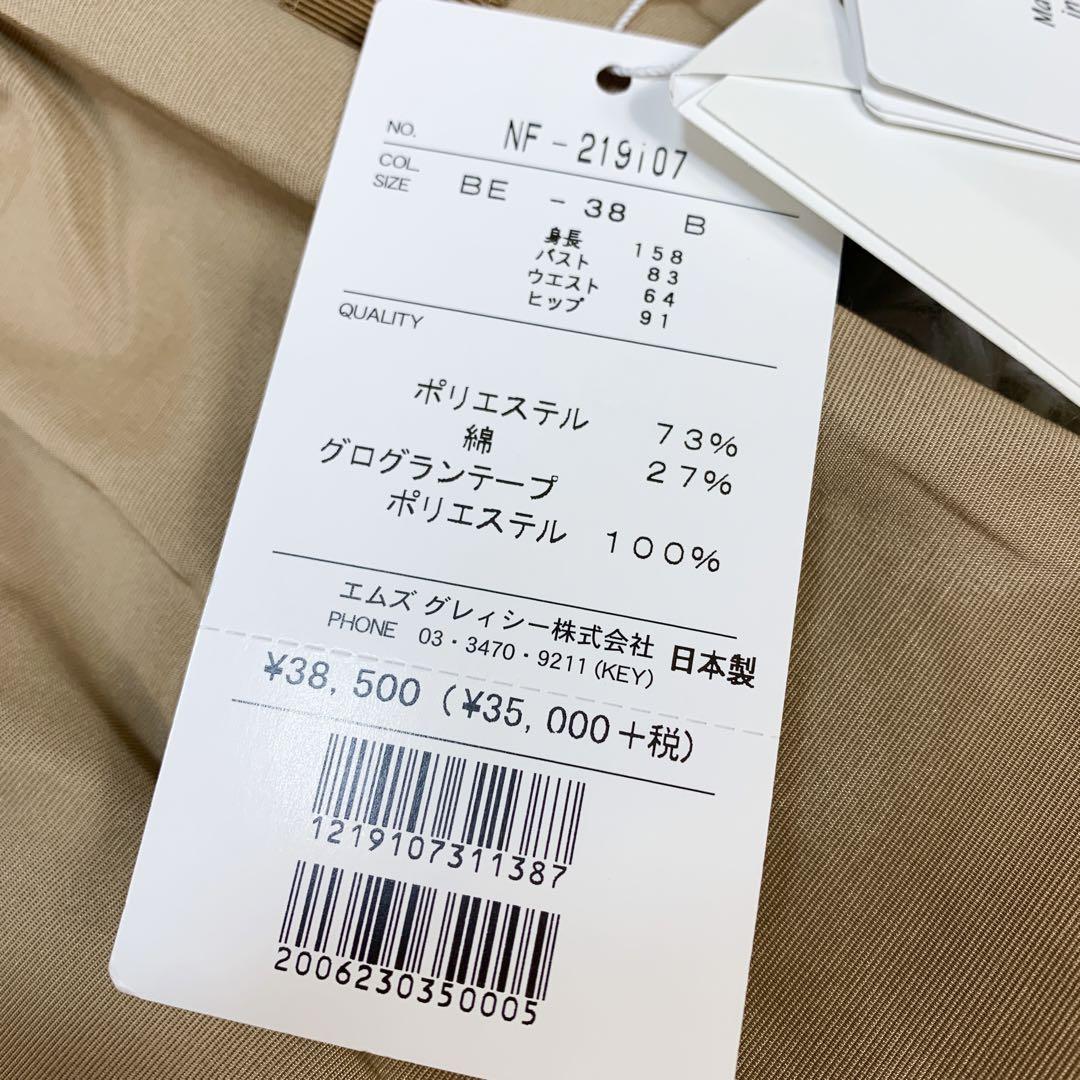 NO. NF-219i07
COL.
SIZE BE -38 B
身長 158
バスト 83
ウエスト 64
ヒップ 91
QUALITY
ポリエステル 73%
綿 27%
グログランテープ
ポリエステル 100%
エムズ グレィシー株式会社
PHONE 03・3470・9211(KEY) 日本製
¥38,500 (¥35,000+税)
1219107311387
2006230350005
in